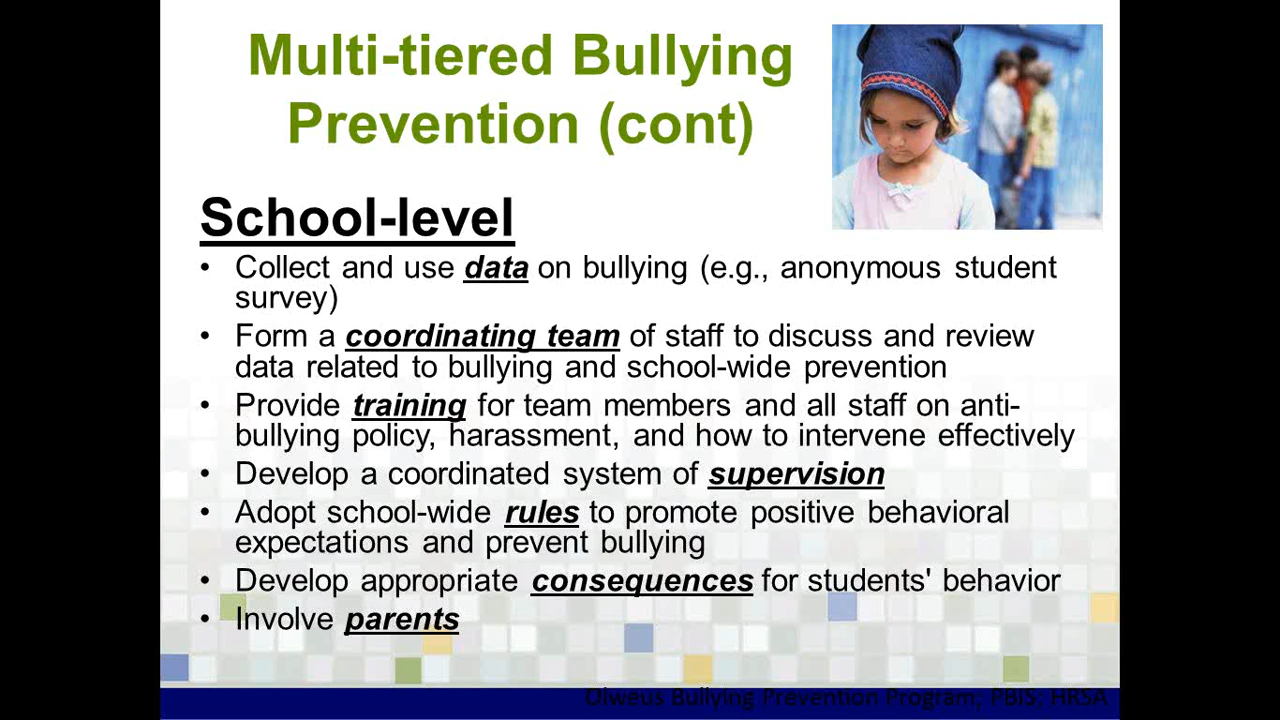 Multi-tiered Bullying
Prevention (cont)
School-level
• Collect and use data on bullying (e.g., anonymous student
survey)
• Form a coordinating team of staff to discuss and review
data related to bullying and school-wide prevention
• Provide training for team members and all staff on anti-
bullying policy, harassment, and how to intervene effectively
• Develop a coordinated system of supervision
• Adopt school-wide rules to promote positive behavioral
expectations and prevent bullying
• Develop appropriate consequences for students' behavior
• Involve parents
Olweus Bullying Prevention Program; PBIS; HRSA